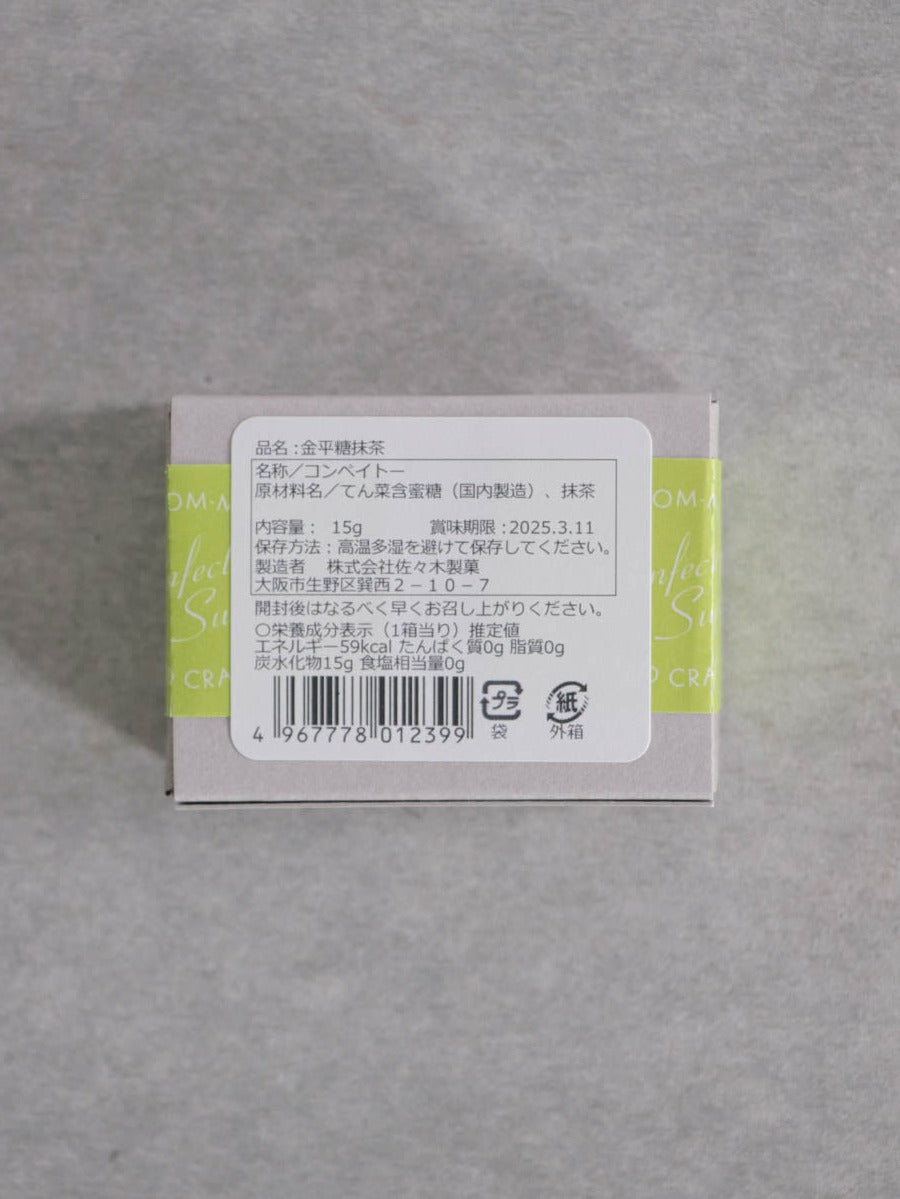 品名：金平糖抹茶
名称／コンペイトー
原材料名／てん菜含蜜糖（国内製造）、抹茶
内容量： 15g 賞味期限：2025.3.11
保存方法：高温多湿を避けて保存してください。
製造者 株式会社佐々木製菓
大阪市生野区巽西２－１０－７
開封後はなるべく早くお召し上がりください。
○栄養成分表示（1箱当り）推定値
エネルギー59kcal たんぱく質0g 脂質0g
炭水化物15g 食塩相当量0g
4 967778 012399
プラ
袋
紙
外箱